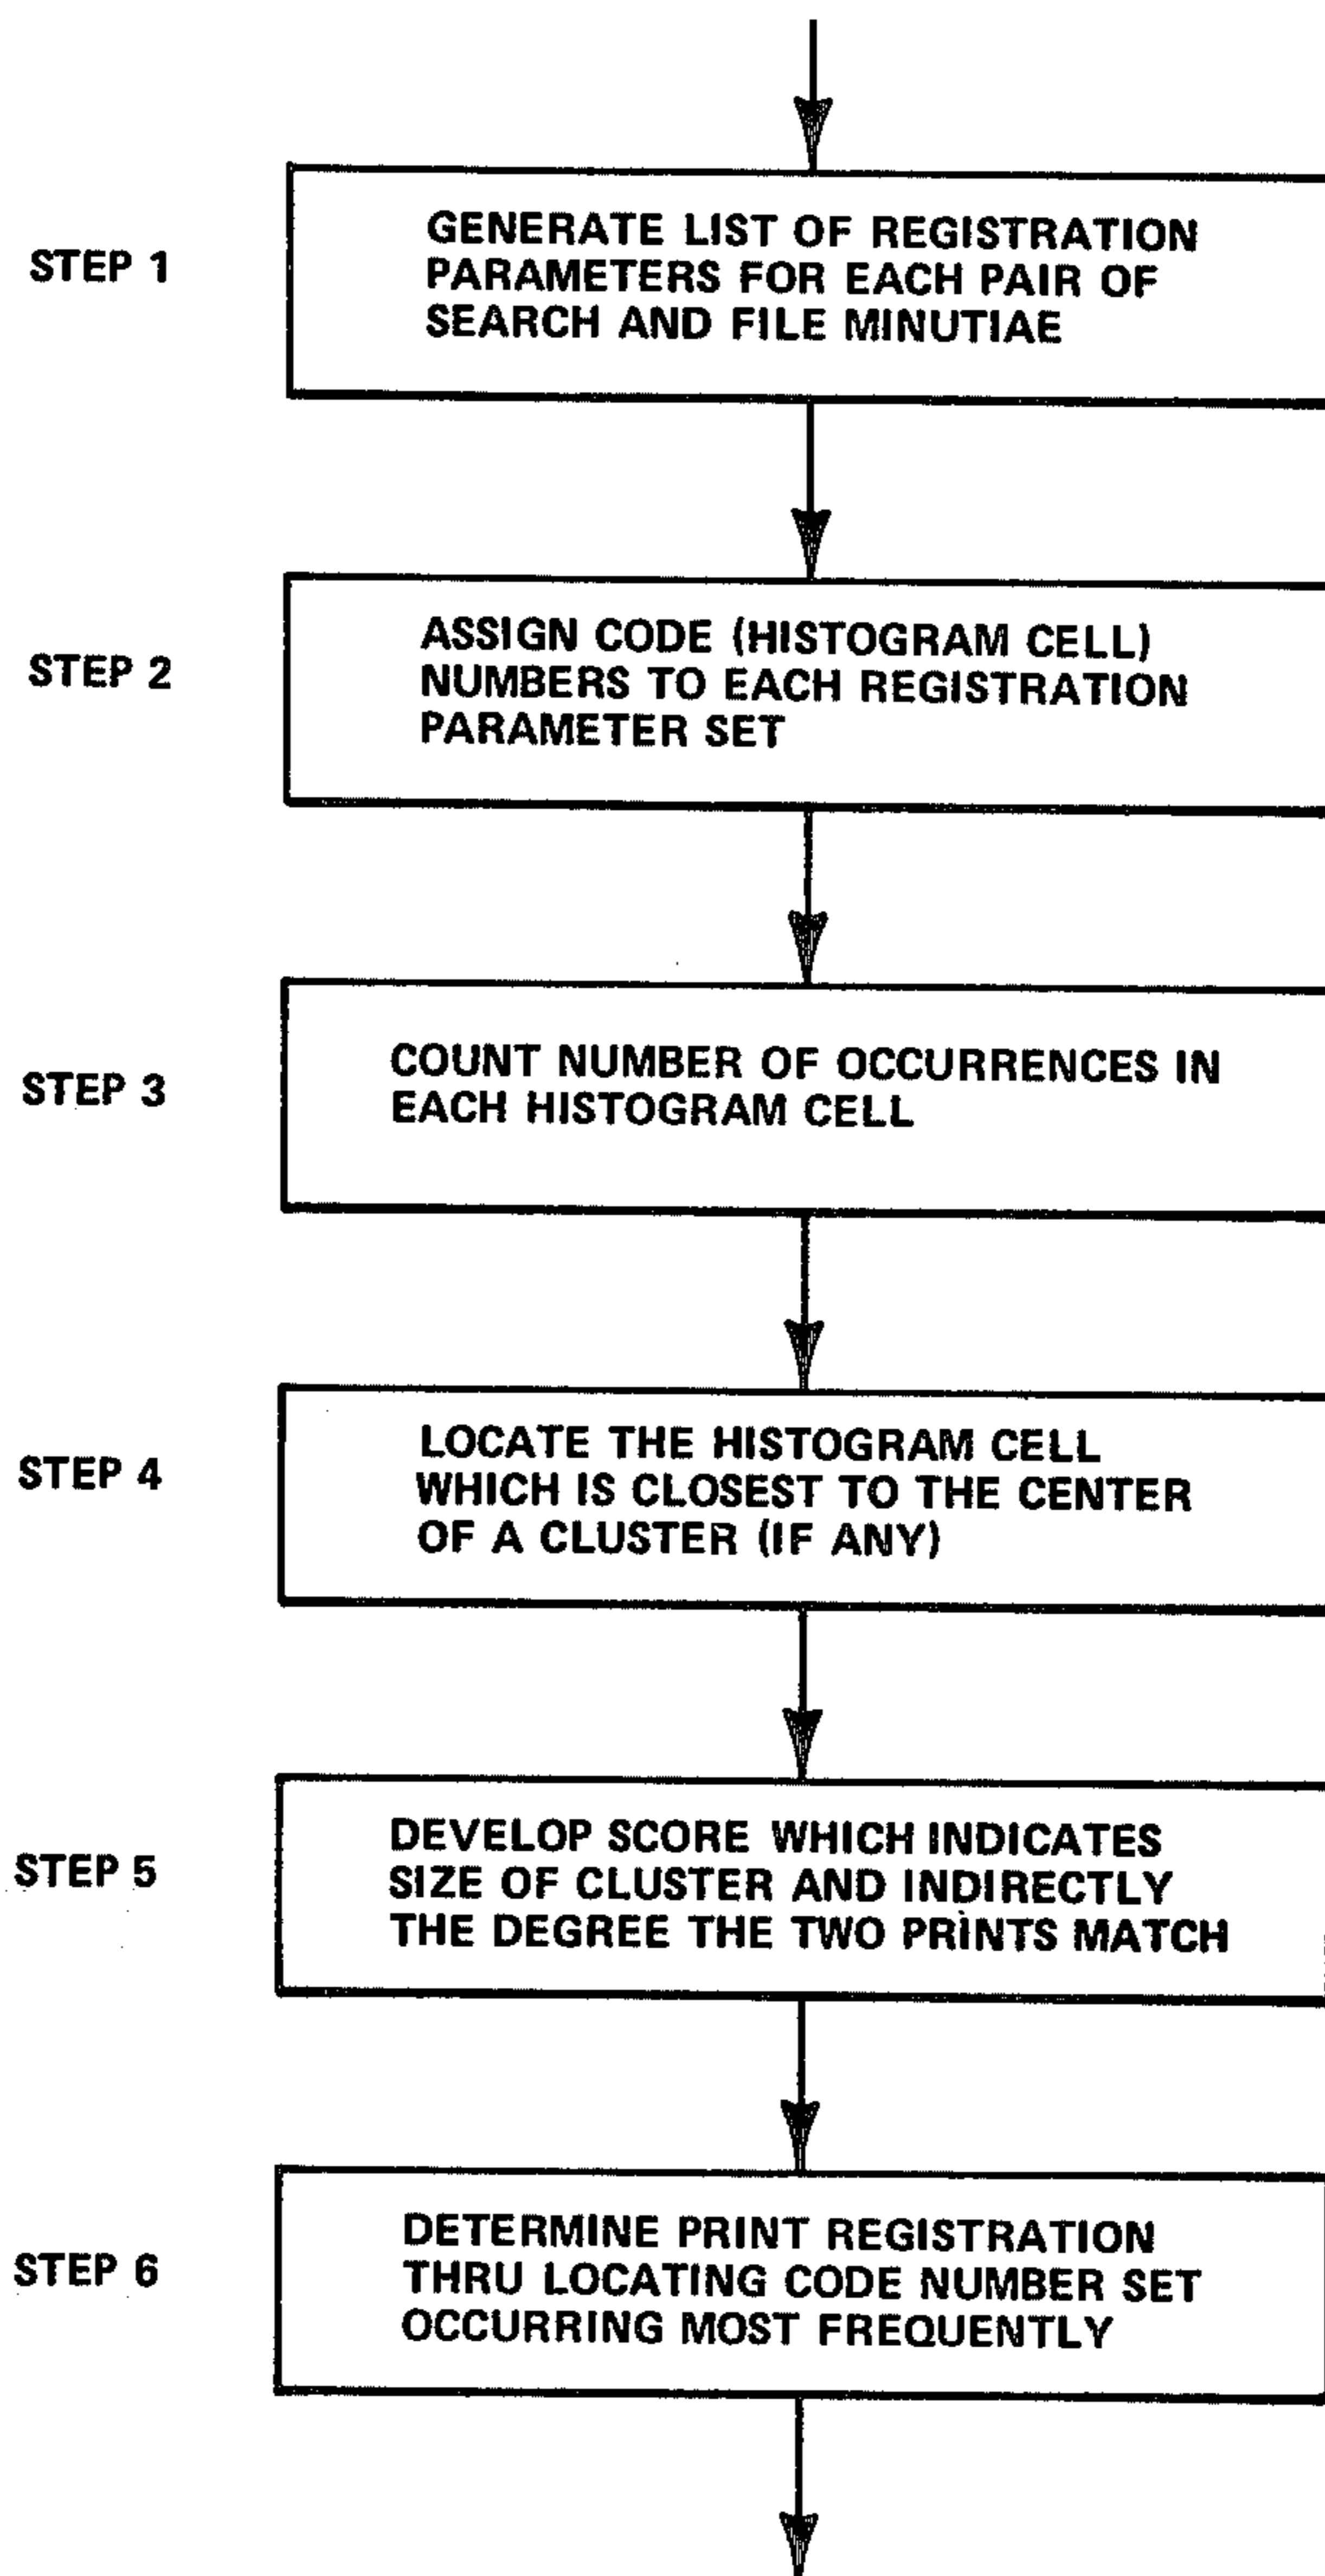 STEP 1
GENERATE LIST OF REGISTRATION
PARAMETERS FOR EACH PAIR OF
SEARCH AND FILE MINUTIAE
STEP 2
ASSIGN CODE (HISTOGRAM CELL)
NUMBERS TO EACH REGISTRATION
PARAMETER SET
STEP 3
COUNT NUMBER OF OCCURRENCES IN
EACH HISTOGRAM CELL
STEP 4
LOCATE THE HISTOGRAM CELL
WHICH IS CLOSEST TO THE CENTER
OF A CLUSTER (IF ANY)
STEP 5
DEVELOP SCORE WHICH INDICATES
SIZE OF CLUSTER AND INDIRECTLY
THE DEGREE THE TWO PRINTS MATCH
STEP 6
DETERMINE PRINT REGISTRATION
THRU LOCATING CODE NUMBER SET
OCCURRING MOST FREQUENTLY